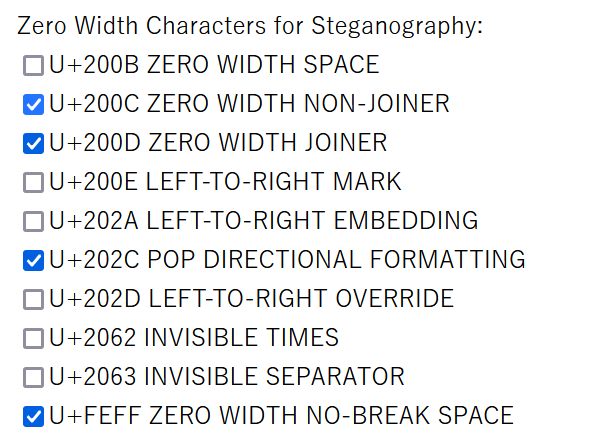 Zero Width Characters for Steganography:
U+200B ZERO WIDTH SPACE
U+200C ZERO WIDTH NON-JOINER
U+200D ZERO WIDTH JOINER
U+200E LEFT-TO-RIGHT MARK
U+202A LEFT-TO-RIGHT EMBEDDING
U+202C POP DIRECTIONAL FORMATTING
U+202D LEFT-TO-RIGHT OVERRIDE
U+2062 INVISIBLE TIMES
U+2063 INVISIBLE SEPARATOR
U+FEFF ZERO WIDTH NO-BREAK SPACE